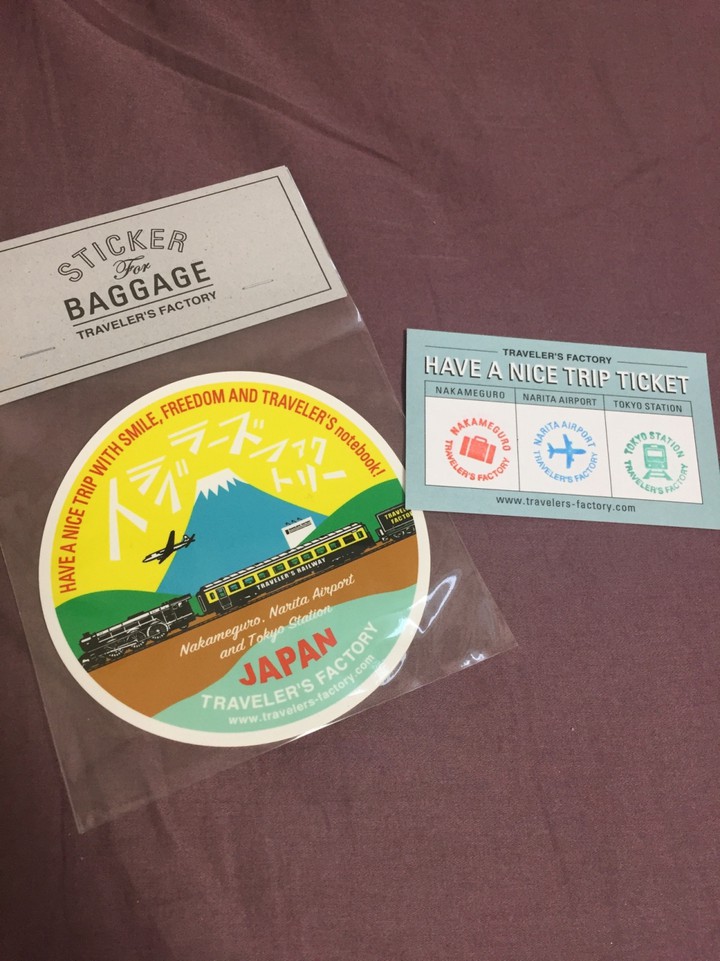 STICKER
For
BAGGAGE
TRAVELER'S FACTORY
HAVE A NICE TRIP WITH SMILE, FREEDOM AND TRAVELER'S notebook!
トラベラーズファク
トリー
TRAVELER'S RAILWAY
Nakameguro, Narita Airport
and Tokyo Station
JAPAN
TRAVELER'S FACTORY
www.travelers-factory.com
TRAVELER'S FACTORY
HAVE A NICE TRIP TICKET
NAKAMEGURO
NARITA AIRPORT
TOKYO STATION
NAKAMEGURO
TRAVELER'S FACTORY
NARITA AIRPORT
TRAVELER'S FACTORY
TOKYO STATION
TRAVELER'S FACTORY
www.travelers-factory.com